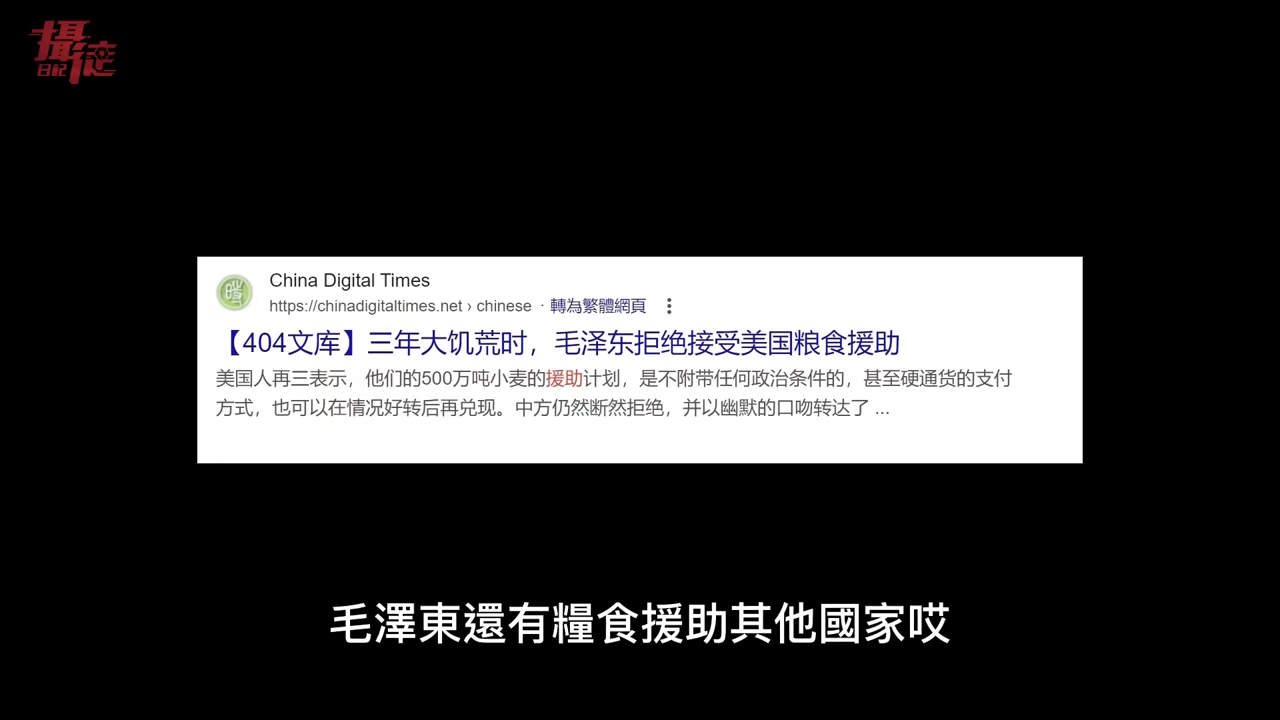 攝徒
日記
China Digital Times
https://chinadigitaltimes.net › chinese · 轉為繁體網頁
【404文库】三年大饥荒时，毛泽东拒绝接受美国粮食援助
美国人再三表示，他们的500万吨小麦的援助计划，是不附带任何政治条件的，甚至硬通货的支付
方式，也可以在情况好转后再兑现。中方仍然断然拒绝，并以幽默的口吻转达了 ...
毛澤東還有糧食援助其他國家哎